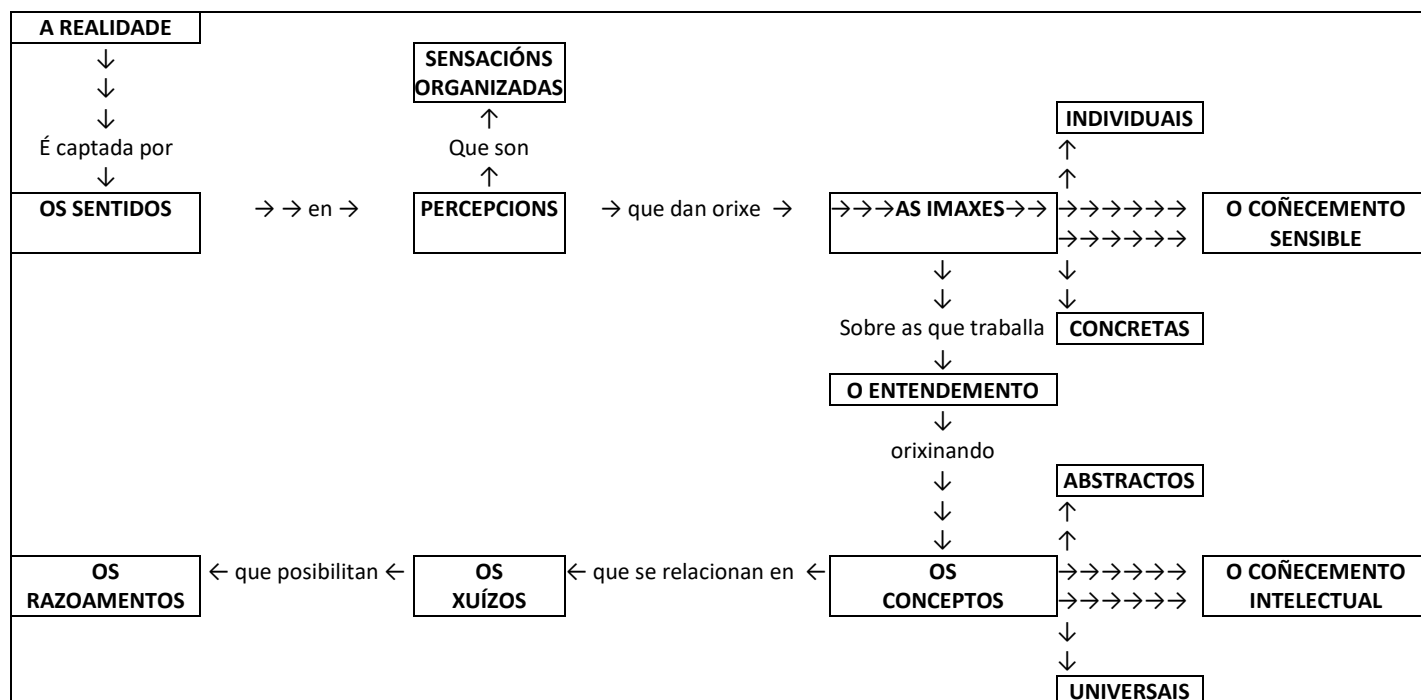 A REALIDADE
↓
↓
↓
É captada por
↓
SENSACIÓNS
ORGANIZADAS
↑
Que son
↑
INDIVIDUAIS
↑
↑
OS SENTIDOS → → en → PERCEPCIONS → que dan orixe → →→→AS IMAXES→→ →→→→→→ O COÑECEMENTO
→→→→→→ SENSIBLE
↓ ↓
↓ ↓
Sobre as que traballa CONCRETAS
↓
O ENTENDEMENTO
↓
orixinando
↓ ABSTRACTOS
↓ ↑
↓ ↑
OS ← que posibilitan ← OS ← que se relacionan en ← OS →→→→→→ O COÑECEMENTO
RAZOAMENTOS XUÍZOS CONCEPTOS →→→→→→ INTELECTUAL
↓
↓
UNIVERSAIS